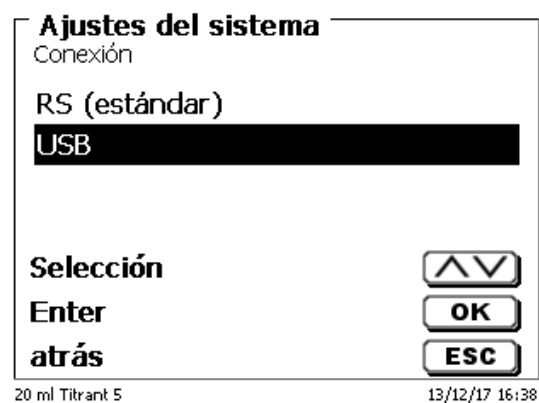 Ajustes del sistema
Conexión
RS (estándar)
USB
Selección
Enter OK
atrás ESC
20 ml Titrant 5 13/12/17 16:38